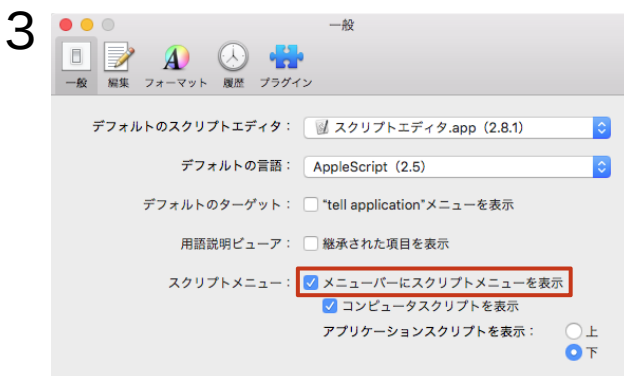 3
一般
一般 編集 フォーマット 履歴 プラグイン
デフォルトのスクリプトエディタ： スクリプトエディタ.app（2.8.1）
デフォルトの言語： AppleScript（2.5）
デフォルトのターゲット： "tell application"メニューを表示
用語説明ビューア： 継承された項目を表示
スクリプトメニュー： メニューバーにスクリプトメニューを表示
コンピュータスクリプトを表示
アプリケーションスクリプトを表示： 上
下